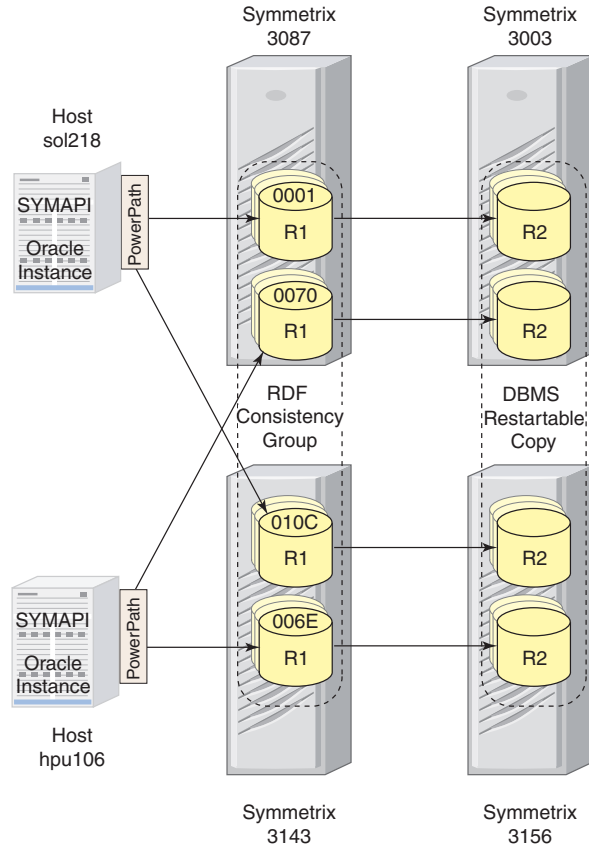 Symmetrix
3087
Symmetrix
3003
Host
sol218
SYMAPI
Oracle
Instance
PowerPath
0001
R1
R2
0070
R1
R2
RDF
Consistency
Group
DBMS
Restartable
Copy
010C
R1
R2
SYMAPI
Oracle
Instance
PowerPath
006E
R1
R2
Host
hpu106
Symmetrix
3143
Symmetrix
3156